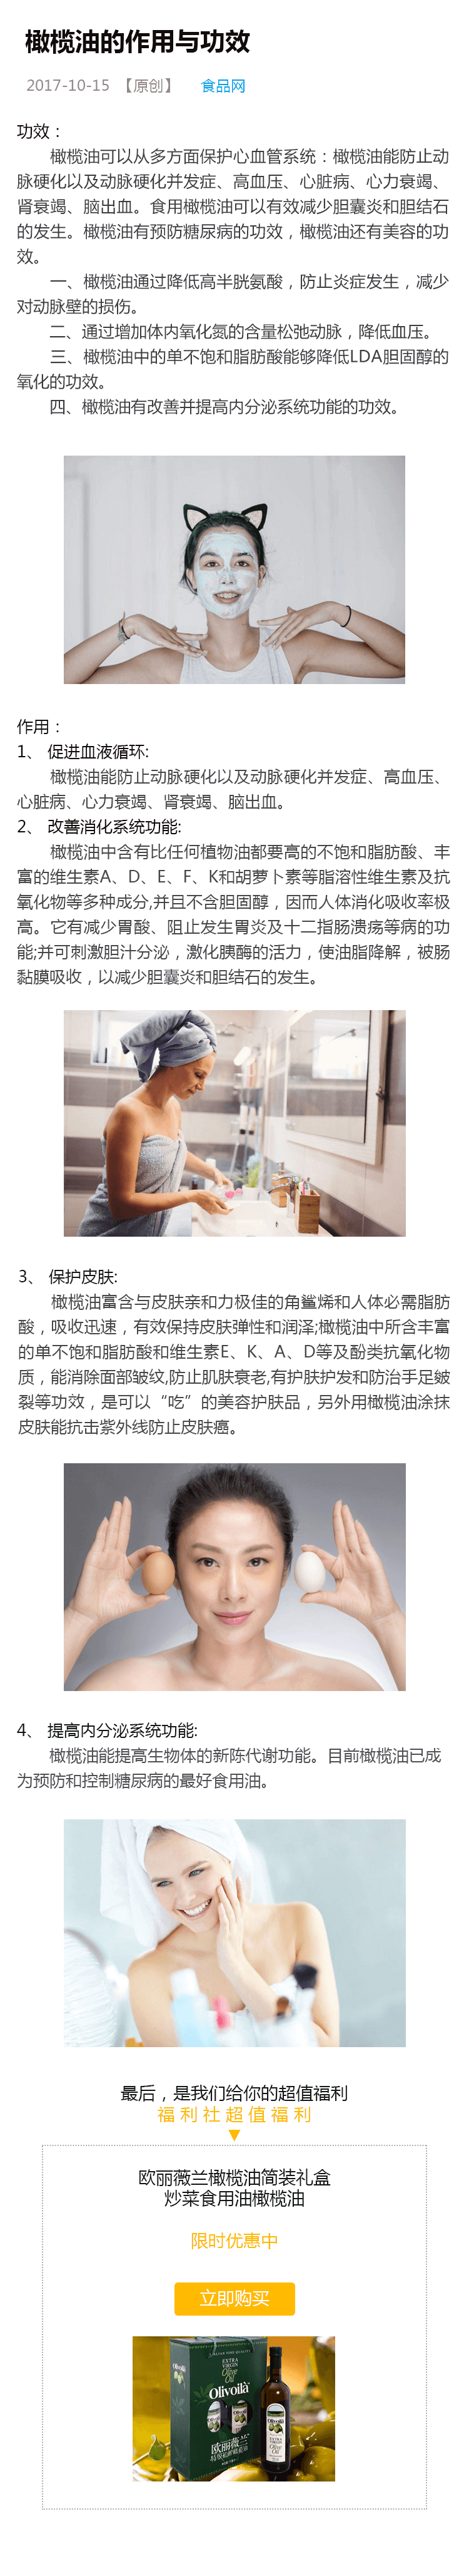 橄榄油的作用与功效
2017-10-15 【原创】 食品网
功效：
橄榄油可以从多方面保护心血管系统：橄榄油能防止动
脉硬化以及动脉硬化并发症、高血压、心脏病、心力衰竭、
肾衰竭、脑出血。食用橄榄油可以有效减少胆囊炎和胆结石
的发生。橄榄油有预防糖尿病的功效，橄榄油还有美容的功
效。
一、橄榄油通过降低高半胱氨酸，防止炎症发生，减少
对动脉壁的损伤。
二、通过增加体内氧化氮的含量松弛动脉，降低血压。
三、橄榄油中的单不饱和脂肪酸能够降低LDA胆固醇的
氧化的功效。
四、橄榄油有改善并提高内分泌系统功能的功效。
作用：
1、 促进血液循环:
橄榄油能防止动脉硬化以及动脉硬化并发症、高血压、
心脏病、心力衰竭、肾衰竭、脑出血。
2、 改善消化系统功能:
橄榄油中含有比任何植物油都要高的不饱和脂肪酸、丰
富的维生素A、D、E、F、K和胡萝卜素等脂溶性维生素及抗
氧化物等多种成分,并且不含胆固醇，因而人体消化吸收率极
高。它有减少胃酸、阻止发生胃炎及十二指肠溃疡等病的功
能;并可刺激胆汁分泌，激化胰酶的活力，使油脂降解，被肠
黏膜吸收，以减少胆囊炎和胆结石的发生。
3、 保护皮肤:
橄榄油富含与皮肤亲和力极佳的角鲨烯和人体必需脂肪
酸，吸收迅速，有效保持皮肤弹性和润泽;橄榄油中所含丰富
的单不饱和脂肪酸和维生素E、K、A、D等及酚类抗氧化物
质，能消除面部皱纹,防止肌肤衰老,有护肤护发和防治手足皴
裂等功效，是可以“吃”的美容护肤品，另外用橄榄油涂抹
皮肤能抗击紫外线防止皮肤癌。
4、 提高内分泌系统功能:
橄榄油能提高生物体的新陈代谢功能。目前橄榄油已成
为预防和控制糖尿病的最好食用油。
最后，是我们给你的超值福利
福利社超值福利
欧丽薇兰橄榄油简装礼盒
炒菜食用油橄榄油
限时优惠中
立即购买
EXTRA
VIRGIN
Olive Oil
Olivoilà
欧丽薇兰
Olivoilà